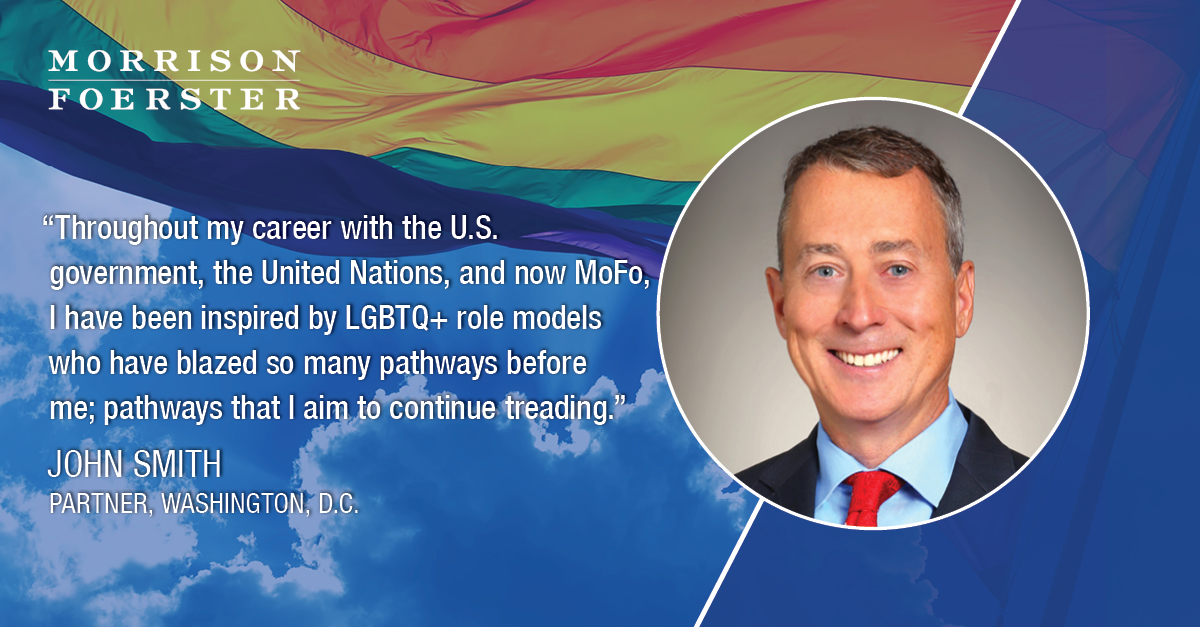 MORRISON
FOERSTER
“Throughout my career with the U.S.
government, the United Nations, and now MoFo,
I have been inspired by LGBTQ+ role models
who have blazed so many pathways before
me; pathways that I aim to continue treading.”
JOHN SMITH
PARTNER, WASHINGTON, D.C.